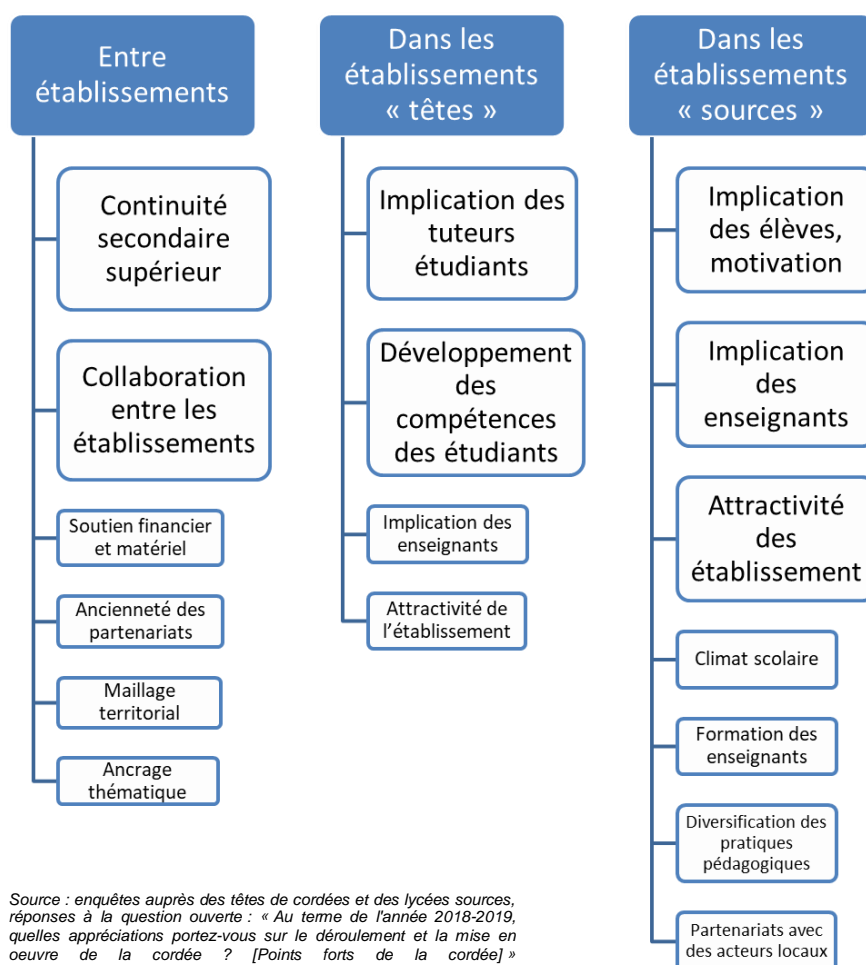 Entre
établissements
Continuité
secondaire
supérieur
Collaboration
entre les
établissements
Soutien financier
et matériel
Ancienneté des
partenariats
Maillage
territorial
Ancrage
thématique
Dans les
établissements
« têtes »
Implication des
tuteurs
étudiants
Développement
des
compétences
des étudiants
Implication des
enseignants
Attractivité de
l'établissement
Dans les
établissements
« sources »
Implication
des élèves,
motivation
Implication
des
enseignants
Attractivité
des
établissement
Climat scolaire
Formation des
enseignants
Diversification des
pratiques
pédagogiques
Partenariats avec
des acteurs locaux
Source : enquêtes auprès des têtes de cordées et des lycées sources,
réponses à la question ouverte : « Au terme de l'année 2018-2019,
quelles appréciations portez-vous sur le déroulement et la mise en
oeuvre de la cordée ? [Points forts de la cordée] »